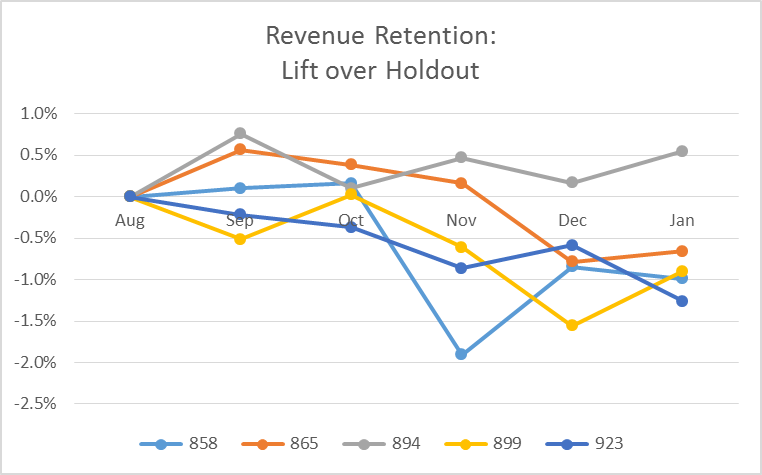 Revenue Retention:
Lift over Holdout
1.0%
0.5%
0.0%
-0.5%
-1.0%
-1.5%
-2.0%
-2.5%
Aug Sep Oct Nov Dec Jan
858 865 894 899 923